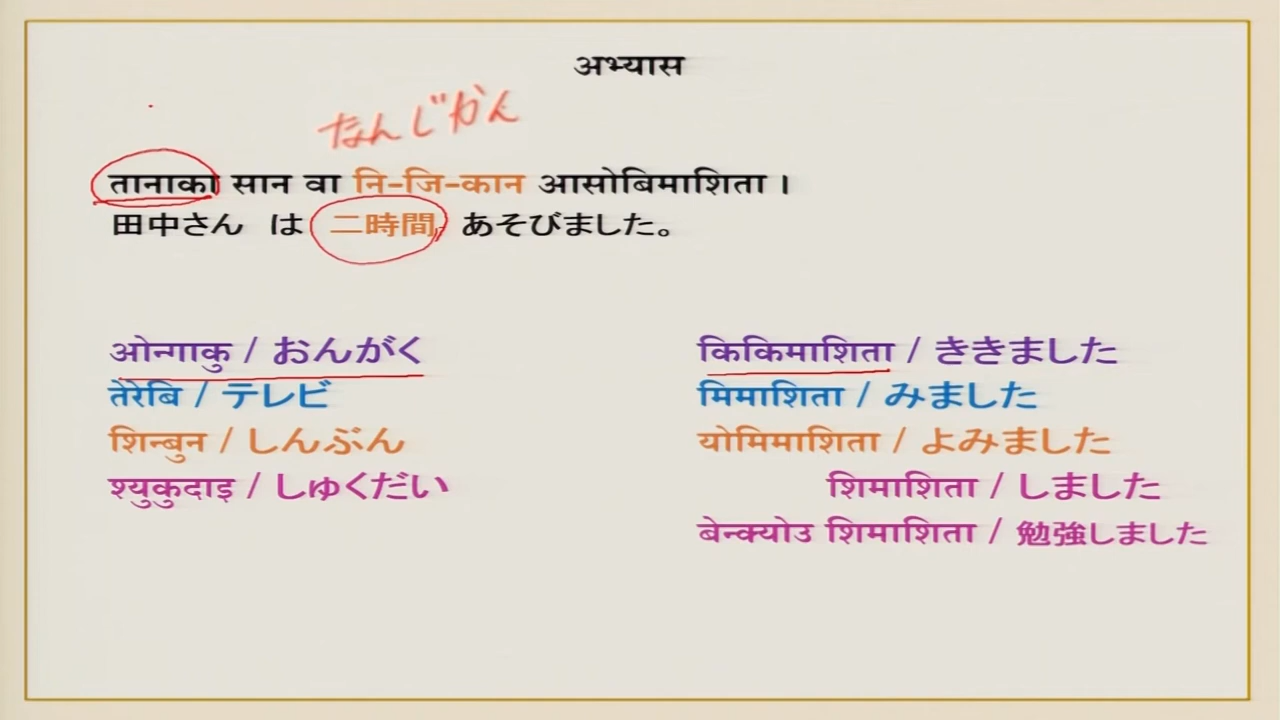 अभ्यास
なんじかん
तानाका सान वा नि-जि-कान आसोबिमाशिता ।
田中さん は 二時間 あそびました。
ओन्गाकु / おんがく किकिमाशिता / ききました
तेरेबि / テレビ मिमाशिता / みました
शिन्बुन / しんぶん योमिमाशिता / よみました
श्युकुदाइ / しゅくだい शिमाशिता / しました
बेन्क्योउ शिमाशिता / 勉強しました